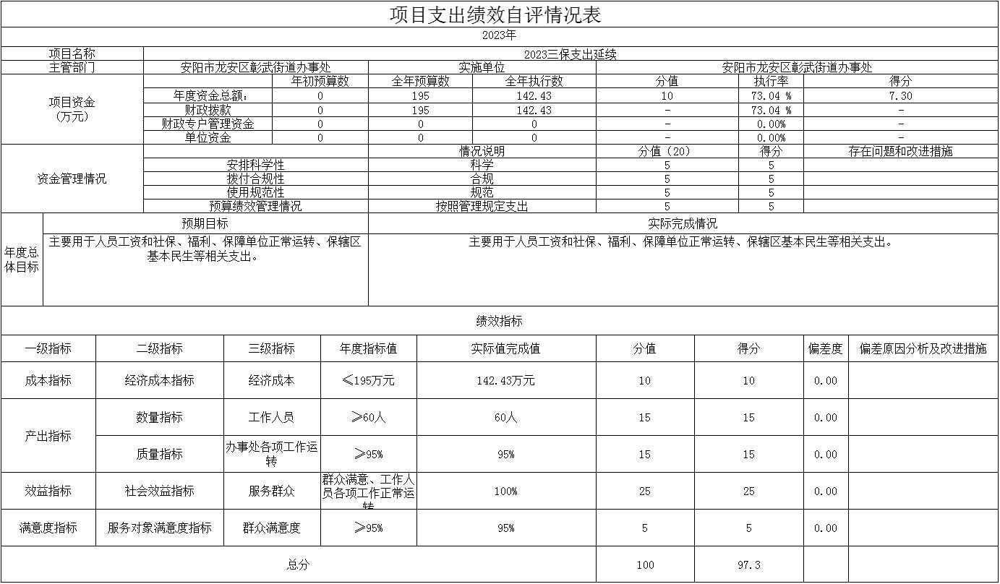 项目支出绩效自评情况表
2023年
项目名称 2023三保支出延续
主管部门 安阳市龙安区彰武街道办事处 实施单位 安阳市龙安区彰武街道办事处
项目资金
(万元) 年初预算数 全年预算数 全年执行数 分值 执行率 得分
年度资金总额： 0 195 142.43 10 73.04 % 7.30
财政拨款 0 195 142.43 - 73.04 % -
财政专户管理资金 0 0 0 - 0.00% -
单位资金 0 0 0 - 0.00% -
资金管理情况 情况说明 分值（20） 得分 存在问题和改进措施
安排科学性 科学 5 5
拨付合规性 合规 5 5
使用规范性 规范 5 5
预算绩效管理情况 按照管理规定支出 5 5
年度总
体目标 预期目标 实际完成情况
主要用于人员工资和社保、福利、保障单位正常运转、保辖区
基本民生等相关支出。
主要用于人员工资和社保、福利、保障单位正常运转、保辖区基本民生等相关支出。
绩效指标
一级指标 二级指标 三级指标 年度指标值 实际值完成值 分值 得分 偏差度 偏差原因分析及改进措施
成本指标 经济成本指标 经济成本 ≤195万元 142.43万元 10 10 0.00
产出指标 数量指标 工作人员 ≥60人 60人 15 15 0.00
质量指标 办事处各项工作运
转 ≥95% 95% 15 15 0.00
效益指标 社会效益指标 服务群众 群众满意、工作人
员各项工作正常运
转 100% 25 25 0.00
满意度指标 服务对象满意度指标 群众满意度 ≥95% 95% 5 5 0.00
总分 100 97.3